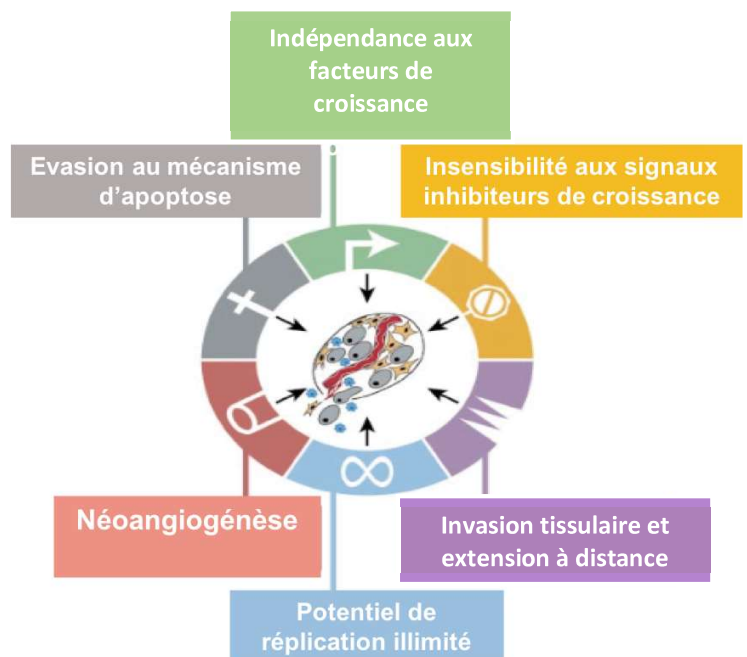 Indépendance aux
facteurs de
croissance
Evasion au mécanisme
d’apoptose
Insensibilité aux signaux
inhibiteurs de croissance
Néoangiogénèse
Invasion tissulaire et
extension à distance
Potentiel de
réplication illimité